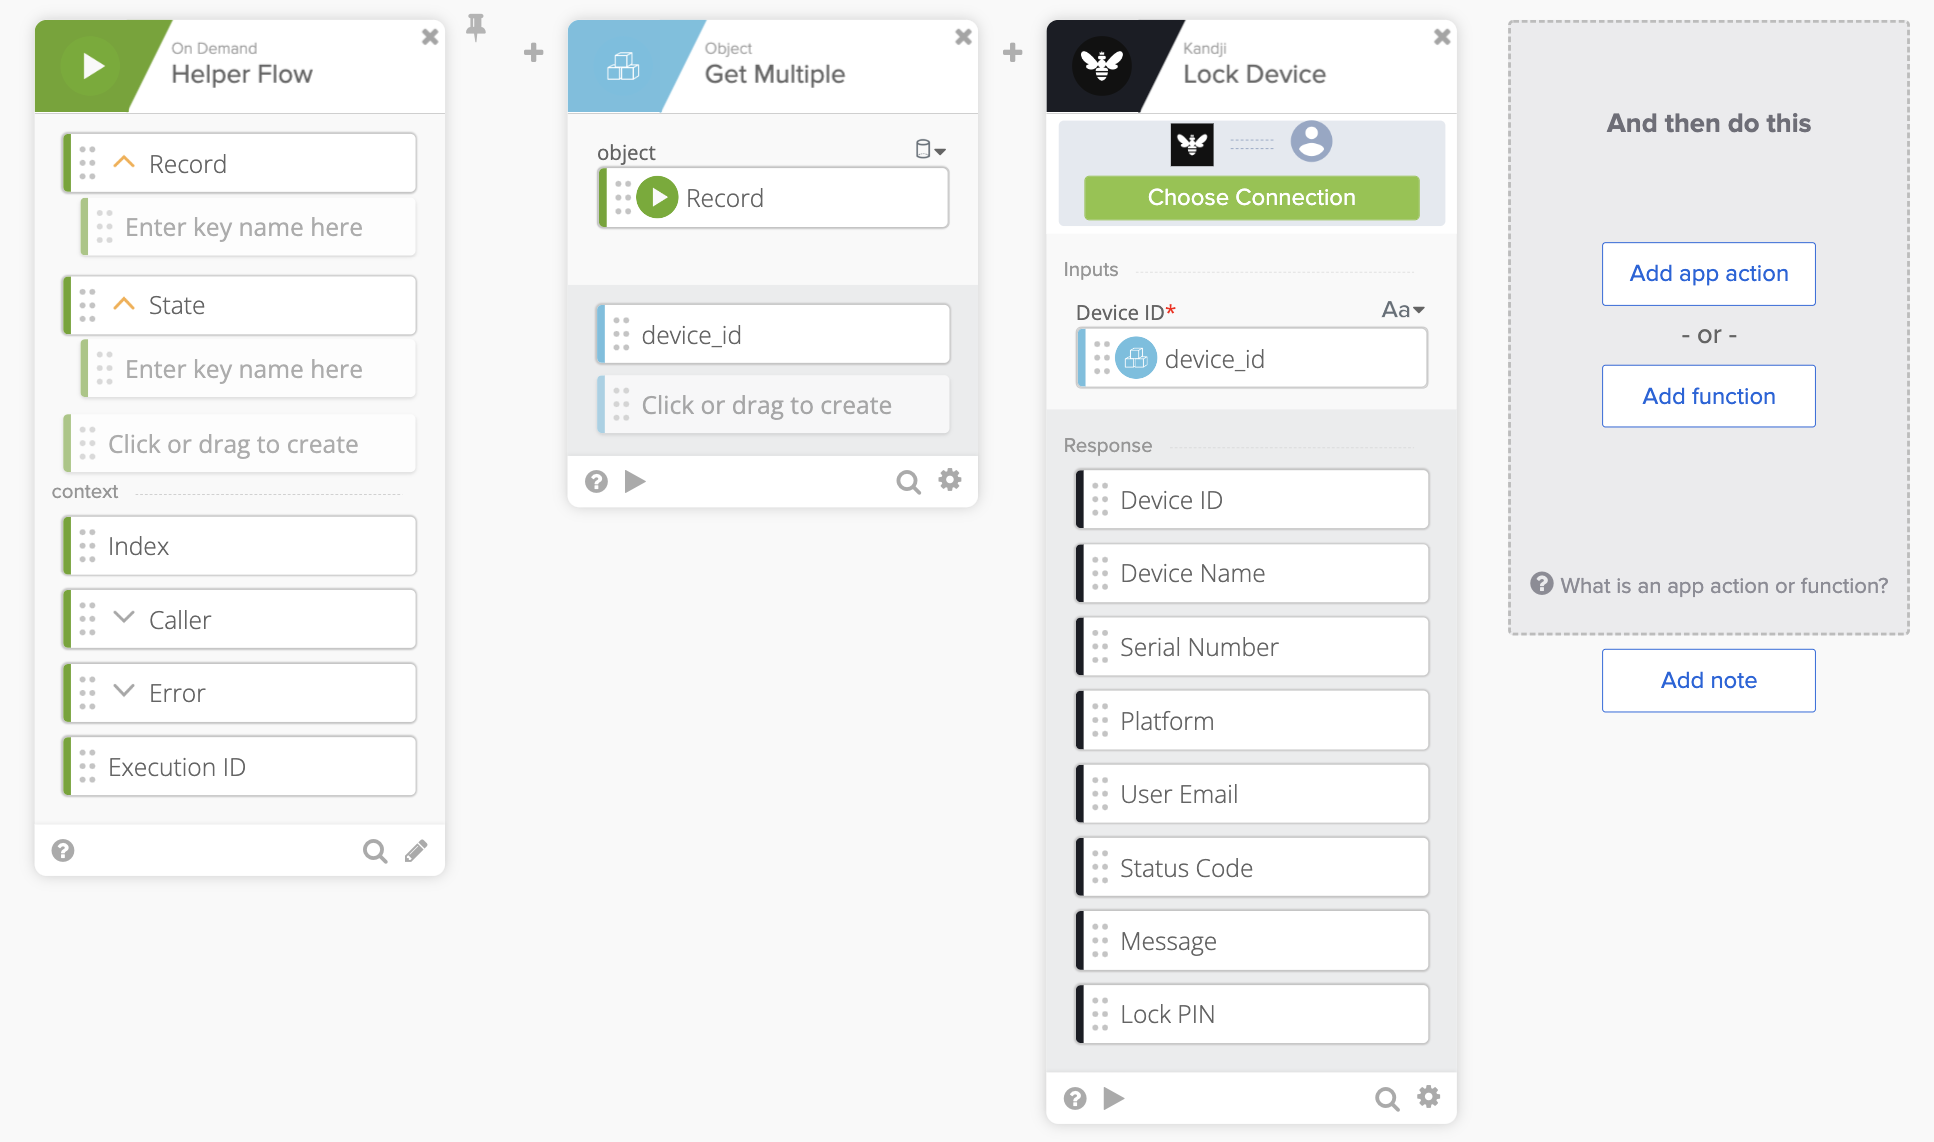 On Demand
Helper Flow
Record
Enter key name here
State
Enter key name here
Click or drag to create
context
Index
Caller
Error
Execution ID
Object
Get Multiple
object
Record
device_id
Click or drag to create
Kandji
Lock Device
Choose Connection
Inputs
Device ID*
Aa
device_id
Response
Device ID
Device Name
Serial Number
Platform
User Email
Status Code
Message
Lock PIN
And then do this
Add app action
- or -
Add function
What is an app action or function?
Add note